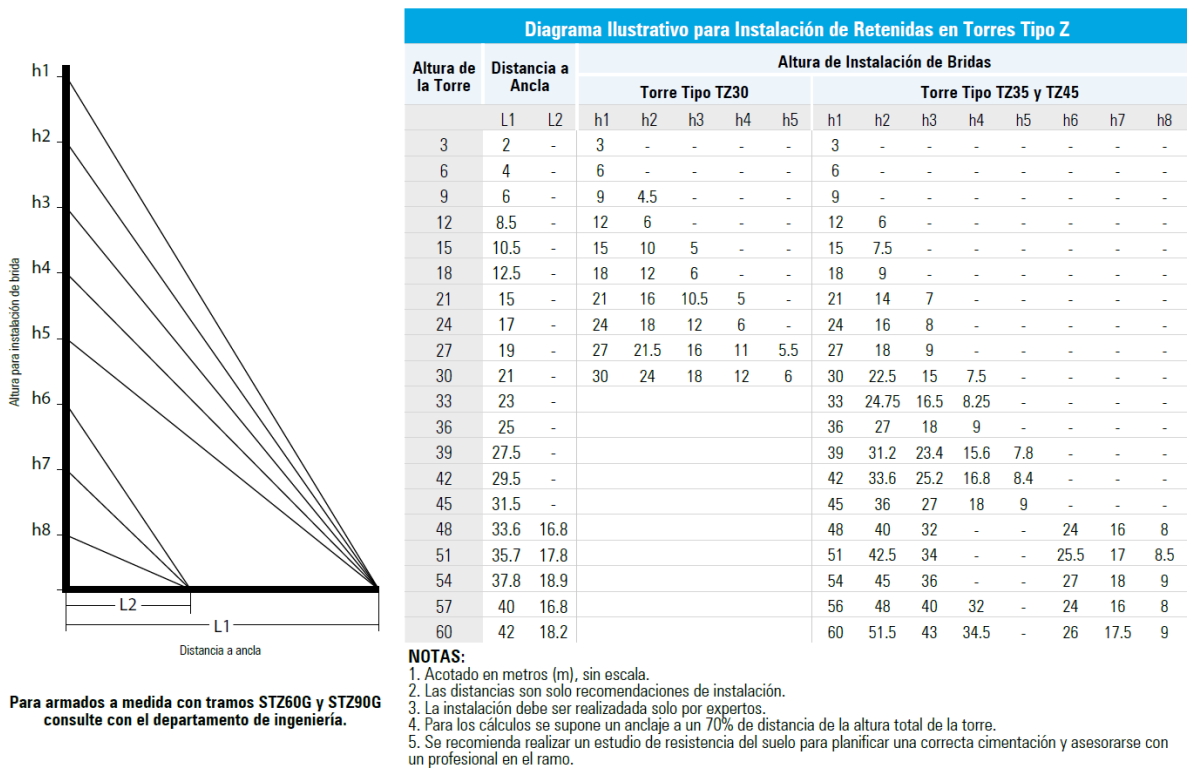 h1
h2
h3
h4
h5
h6
h7
h8
Altura para instalación de brida
L2
L1
Distancia a ancla
Para armados a medida con tramos STZ60G y STZ90G
consulte con el departamento de ingeniería.
Diagrama Ilustrativo para Instalación de Retenidas en Torres Tipo Z
Altura de la Torre Distancia a Ancla Altura de Instalación de Bridas
Torre Tipo TZ30 Torre Tipo TZ35 y TZ45
L1 L2 h1 h2 h3 h4 h5 h1 h2 h3 h4 h5 h6 h7 h8
3 2 - 3 - - - - 3 - - - - - - -
6 4 - 6 - - - - 6 - - - - - - -
9 6 - 9 4.5 - - - 9 - - - - - - -
12 8.5 - 12 6 - - - 12 6 - - - - - -
15 10.5 - 15 10 5 - - 15 7.5 - - - - - -
18 12.5 - 18 12 6 - - 18 9 - - - - - -
21 15 - 21 16 10.5 5 - 21 14 7 - - - - -
24 17 - 24 18 12 6 - 24 16 8 - - - - -
27 19 - 27 21.5 16 11 5.5 27 18 9 - - - - -
30 21 - 30 24 18 12 6 30 22.5 15 7.5 - - - -
33 23 - 33 24.75 16.5 8.25 - - - -
36 25 - 36 27 18 9 - - - -
39 27.5 - 39 31.2 23.4 15.6 7.8 - - -
42 29.5 - 42 33.6 25.2 16.8 8.4 - - -
45 31.5 - 45 36 27 18 9 - - -
48 33.6 16.8 48 40 32 - - 24 16 8
51 35.7 17.8 51 42.5 34 - - 25.5 17 8.5
54 37.8 18.9 54 45 36 - - 27 18 9
57 40 16.8 56 48 40 32 - 24 16 8
60 42 18.2 60 51.5 43 34.5 - 26 17.5 9
NOTAS:
1. Acotado en metros (m), sin escala.
2. Las distancias son solo recomendaciones de instalación.
3. La instalación debe ser realizadada solo por expertos.
4. Para los cálculos se supone un anclaje a un 70% de distancia de la altura total de la torre.
5. Se recomienda realizar un estudio de resistencia del suelo para planificar una correcta cimentación y asesorarse con
un profesional en el ramo.